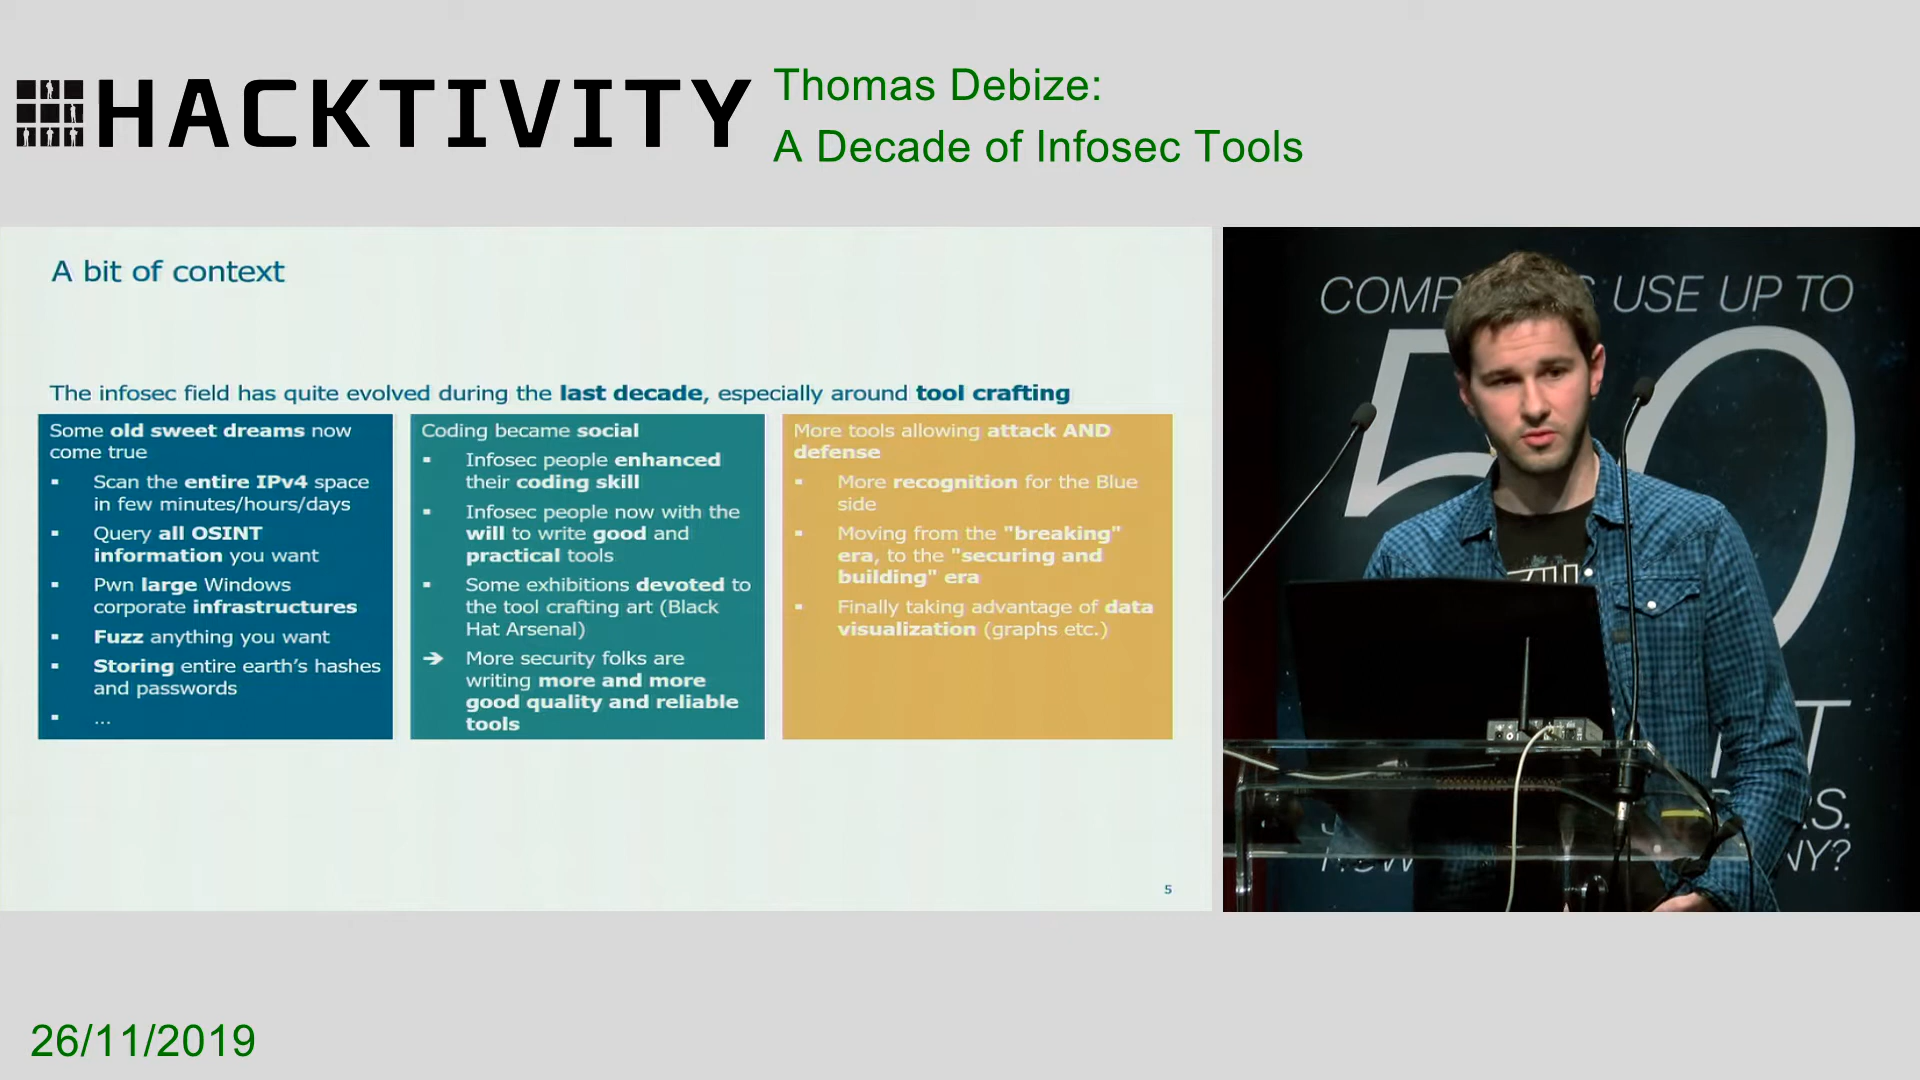 HACKTIVITY
Thomas Debize:
A Decade of Infosec Tools
A bit of context
The infosec field has quite evolved during the last decade, especially around tool crafting
Some old sweet dreams now
come true
▪ Scan the entire IPv4 space
in few minutes/hours/days
▪ Query all OSINT
information you want
▪ Pwn large Windows
corporate infrastructures
▪ Fuzz anything you want
▪ Storing entire earth's hashes
and passwords
▪ ...
Coding became social
▪ Infosec people enhanced
their coding skill
▪ Infosec people now with the
will to write good and
practical tools
▪ Some exhibitions devoted to
the tool crafting art (Black
Hat Arsenal)
➔ More security folks are
writing more and more
good quality and reliable
tools
More tools allowing attack AND
defense
▪ More recognition for the Blue
side
▪ Moving from the "breaking"
era, to the "securing and
building" era
▪ Finally taking advantage of data
visualization (graphs etc.)
5
USE UP TO
50
26/11/2019